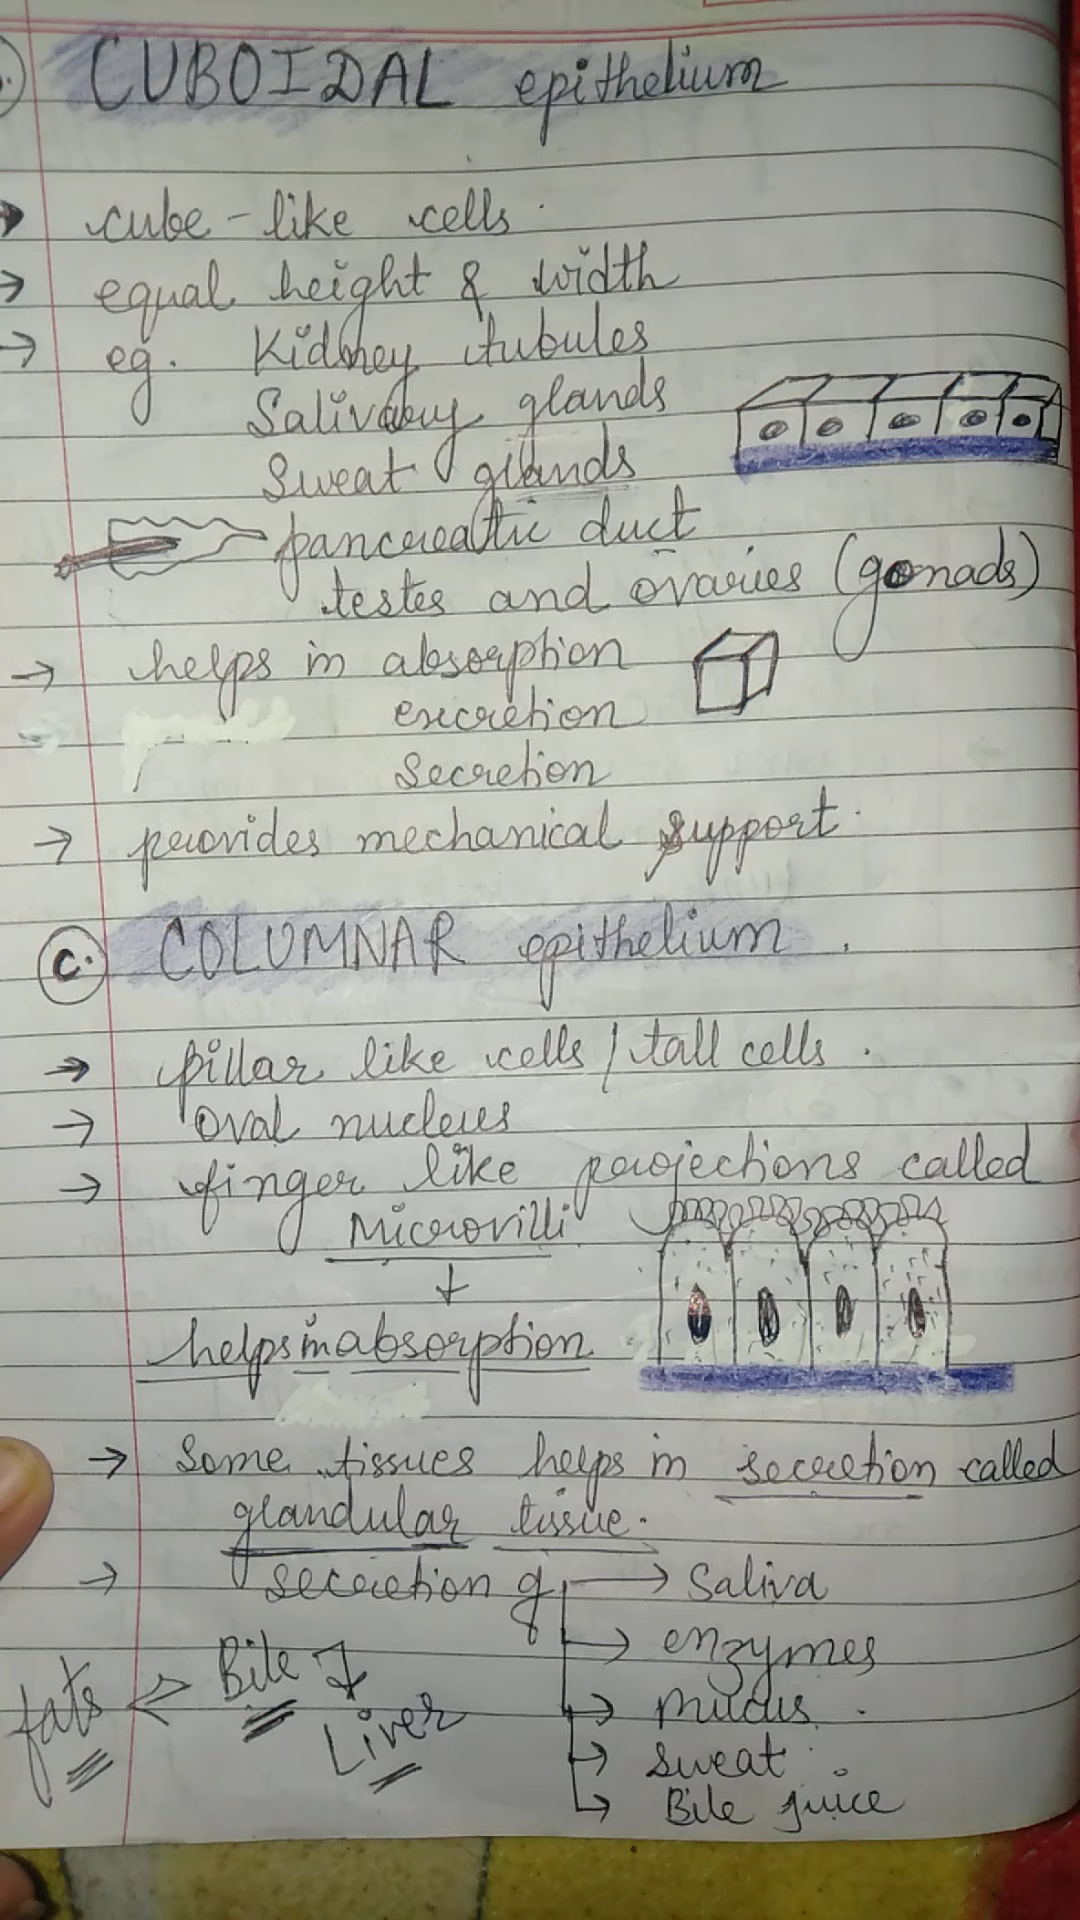 CUBOIDAL epithelium
→ cube-like cells.
→ equal height & width
→ eg. Kidney tubules
Salivary glands
Sweat glands
pancreatic duct
testes and ovaries (gonads)
→ helps in absorption
excretion
secretion
→ provides mechanical support.
C. COLUMNAR epithelium.
→ pillar like cells / tall cells.
→ oval nucleus
→ finger like projections called
Microvilli
↓
helps in absorption
→ Some tissues helps in secretion called
glandular tissue.
→ secretion of → Saliva
→ enzymes
→ mucus.
→ sweat.
→ Bile juice
fats ← Bile ↓
Liver